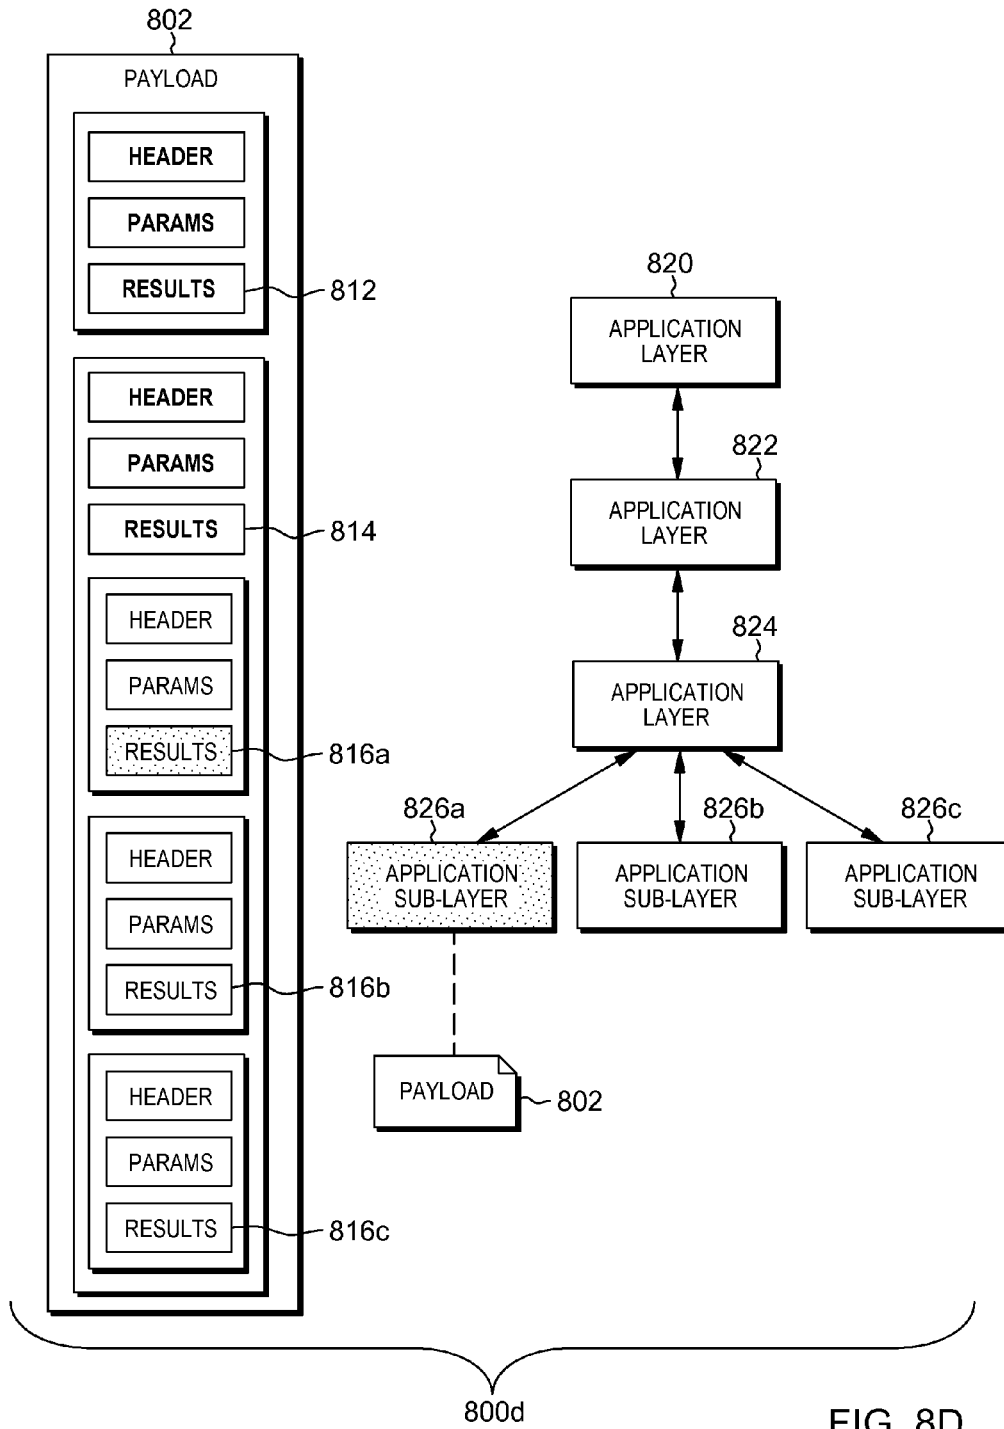 802
PAYLOAD
HEADER
PARAMS
RESULTS
812
HEADER
PARAMS
RESULTS
814
HEADER
PARAMS
RESULTS
816a
HEADER
PARAMS
RESULTS
816b
HEADER
PARAMS
RESULTS
816c
820
APPLICATION
LAYER
822
APPLICATION
LAYER
824
APPLICATION
LAYER
826a
APPLICATION
SUB-LAYER
826b
APPLICATION
SUB-LAYER
826c
APPLICATION
SUB-LAYER
PAYLOAD
802
800d
FIG. 8D